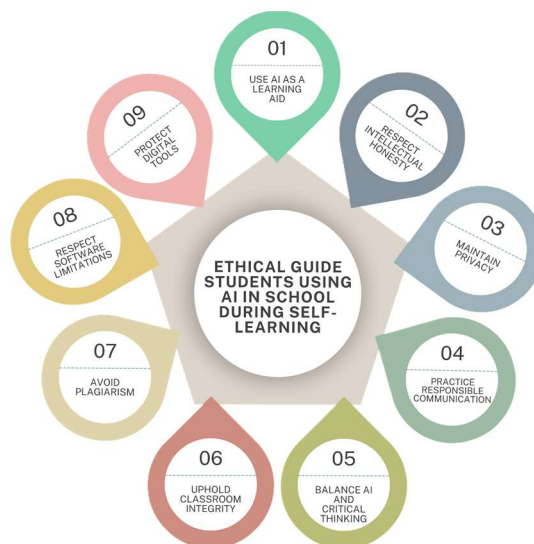 01
USE AI AS A
LEARNING
AID
02
RESPECT
INTELLECTUAL
HONESTY
03
MAINTAIN
PRIVACY
04
PRACTICE
RESPONSIBLE
COMMUNICATION
05
BALANCE AI
AND
CRITICAL
THINKING
06
UPHOLD
CLASSROOM
INTEGRITY
07
AVOID
PLAGIARISM
08
RESPECT
SOFTWARE
LIMITATIONS
09
PROTECT
DIGITAL
TOOLS
ETHICAL GUIDE
STUDENTS USING
AI IN SCHOOL
DURING SELF-
LEARNING